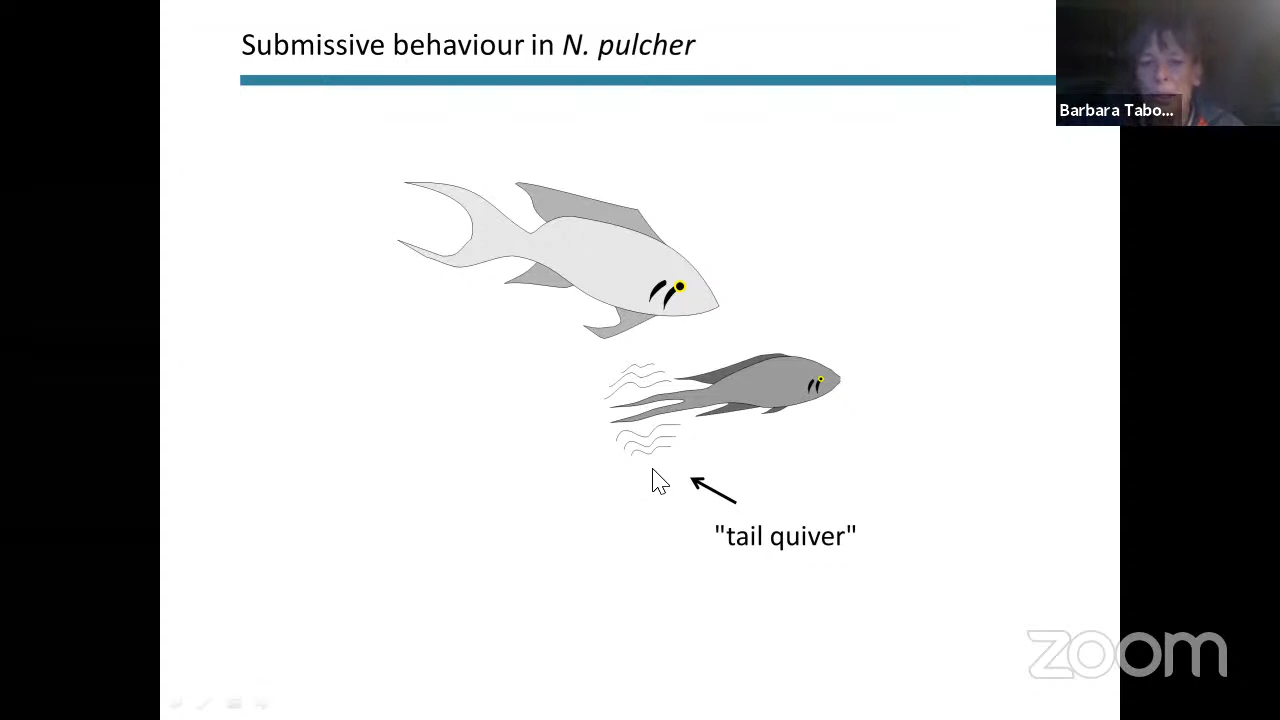 Submissive behaviour in N. pulcher
Barbara Tabo...
"tail quiver"
zoom